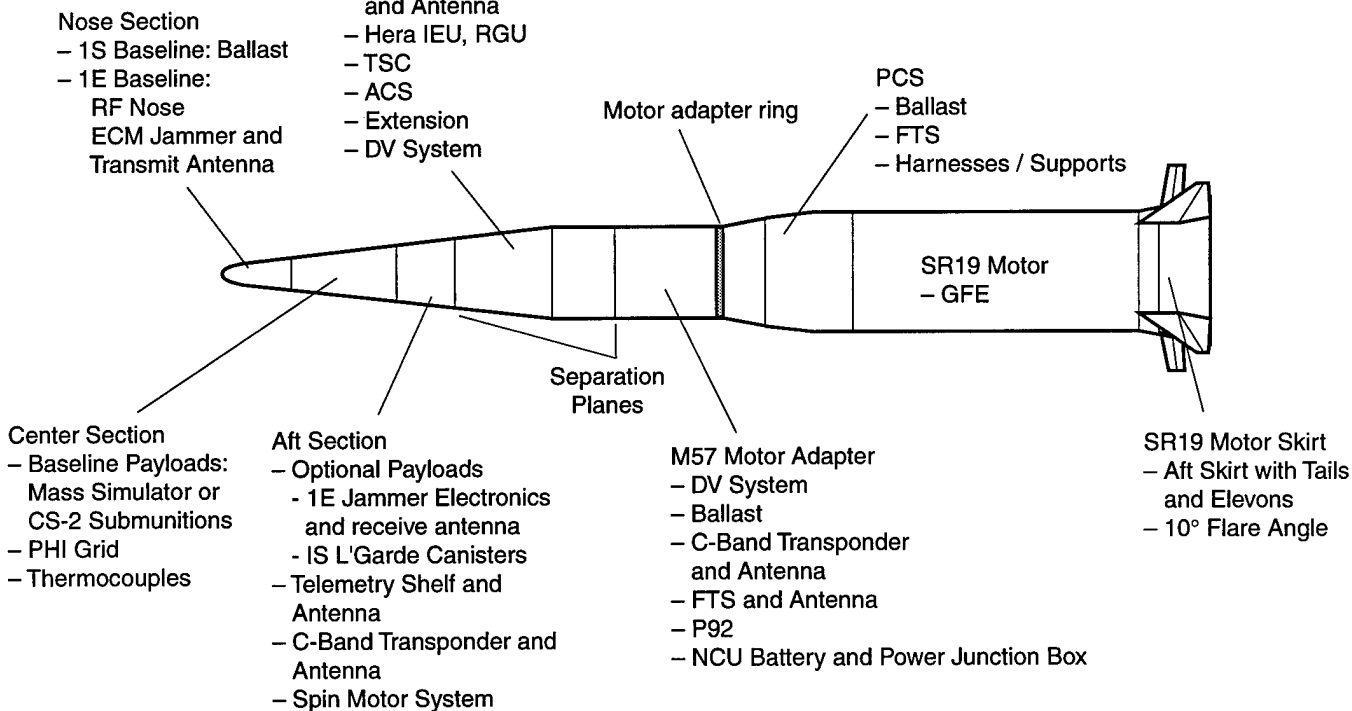 Nose Section
– 1S Baseline: Ballast
– 1E Baseline:
RF Nose
ECM Jammer and
Transmit Antenna
and Antenna
– Hera IEU, RGU
– TSC
– ACS
– Extension
– DV System
Motor adapter ring
PCS
– Ballast
– FTS
– Harnesses / Supports
SR19 Motor
– GFE
Separation
Planes
Center Section
– Baseline Payloads:
Mass Simulator or
CS-2 Submunitions
– PHI Grid
– Thermocouples
Aft Section
– Optional Payloads
- 1E Jammer Electronics
and receive antenna
- IS L'Garde Canisters
– Telemetry Shelf and
Antenna
– C-Band Transponder and
Antenna
– Spin Motor System
M57 Motor Adapter
– DV System
– Ballast
– C-Band Transponder
and Antenna
– FTS and Antenna
– P92
– NCU Battery and Power Junction Box
SR19 Motor Skirt
– Aft Skirt with Tails
and Elevons
– 10° Flare Angle